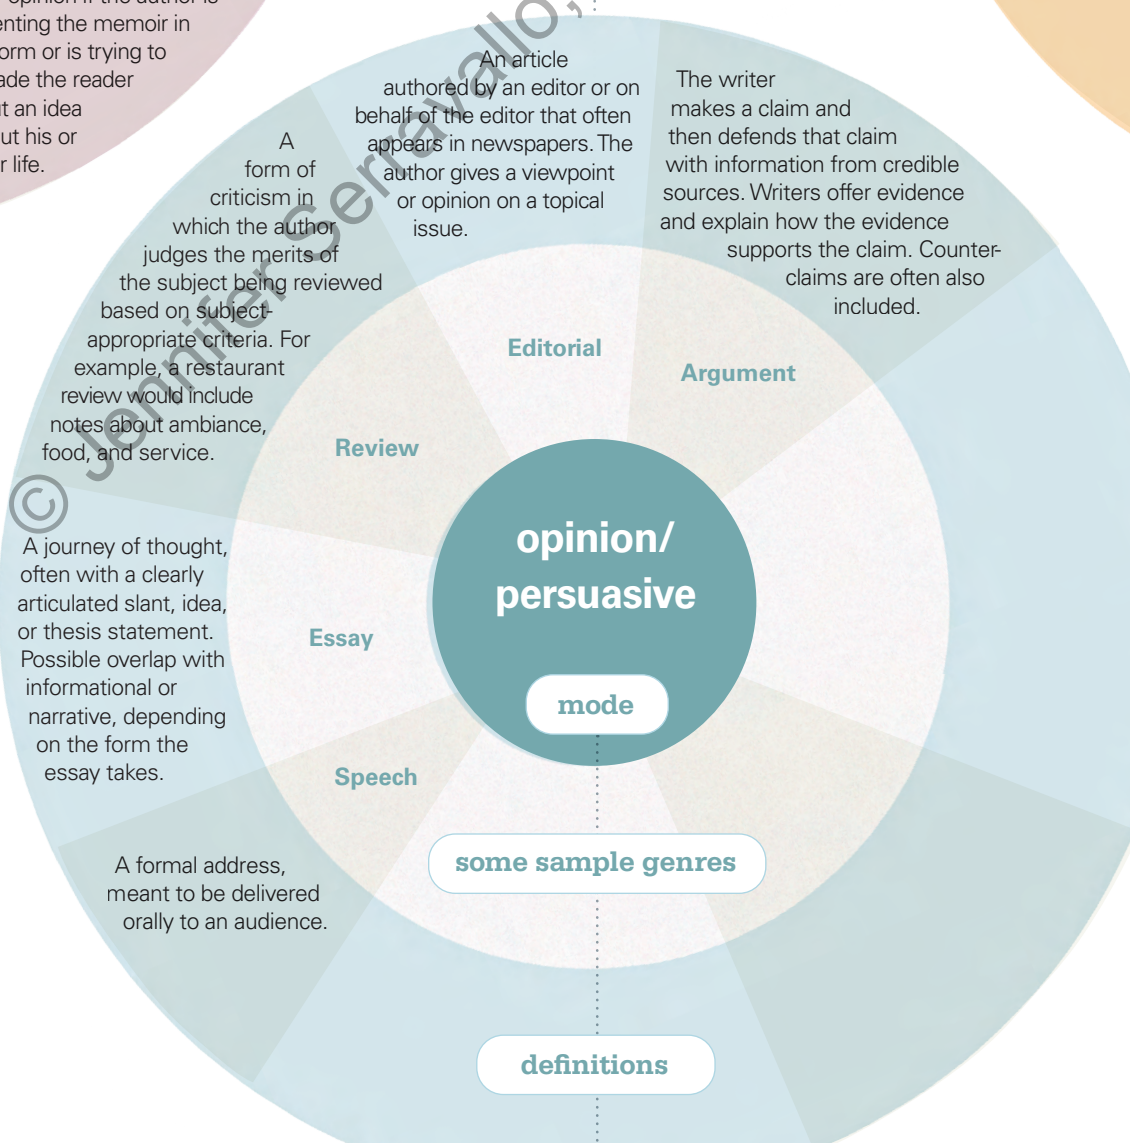 opinion if the author is
enting the memoir in
orm or is trying to
ade the reader
ut an idea
ut his or
r life.
An article
authored by an editor or on
behalf of the editor that often
appears in newspapers. The
author gives a viewpoint
or opinion on a topical
issue.
The writer
makes a claim and
then defends that claim
with information from credible
sources. Writers offer evidence
and explain how the evidence
supports the claim. Counter-
claims are often also
included.
A
form of
criticism in
which the author
judges the merits of
the subject being reviewed
based on subject-
appropriate criteria. For
example, a restaurant
review would include
notes about ambiance,
food, and service.
Editorial
Argument
Review
opinion/
persuasive
mode
A journey of thought,
often with a clearly
articulated slant, idea,
or thesis statement.
Possible overlap with
informational or
narrative, depending
on the form the
essay takes.
Essay
Speech
A formal address,
meant to be delivered
orally to an audience.
some sample genres
definitions
© Jennifer Serravallo,